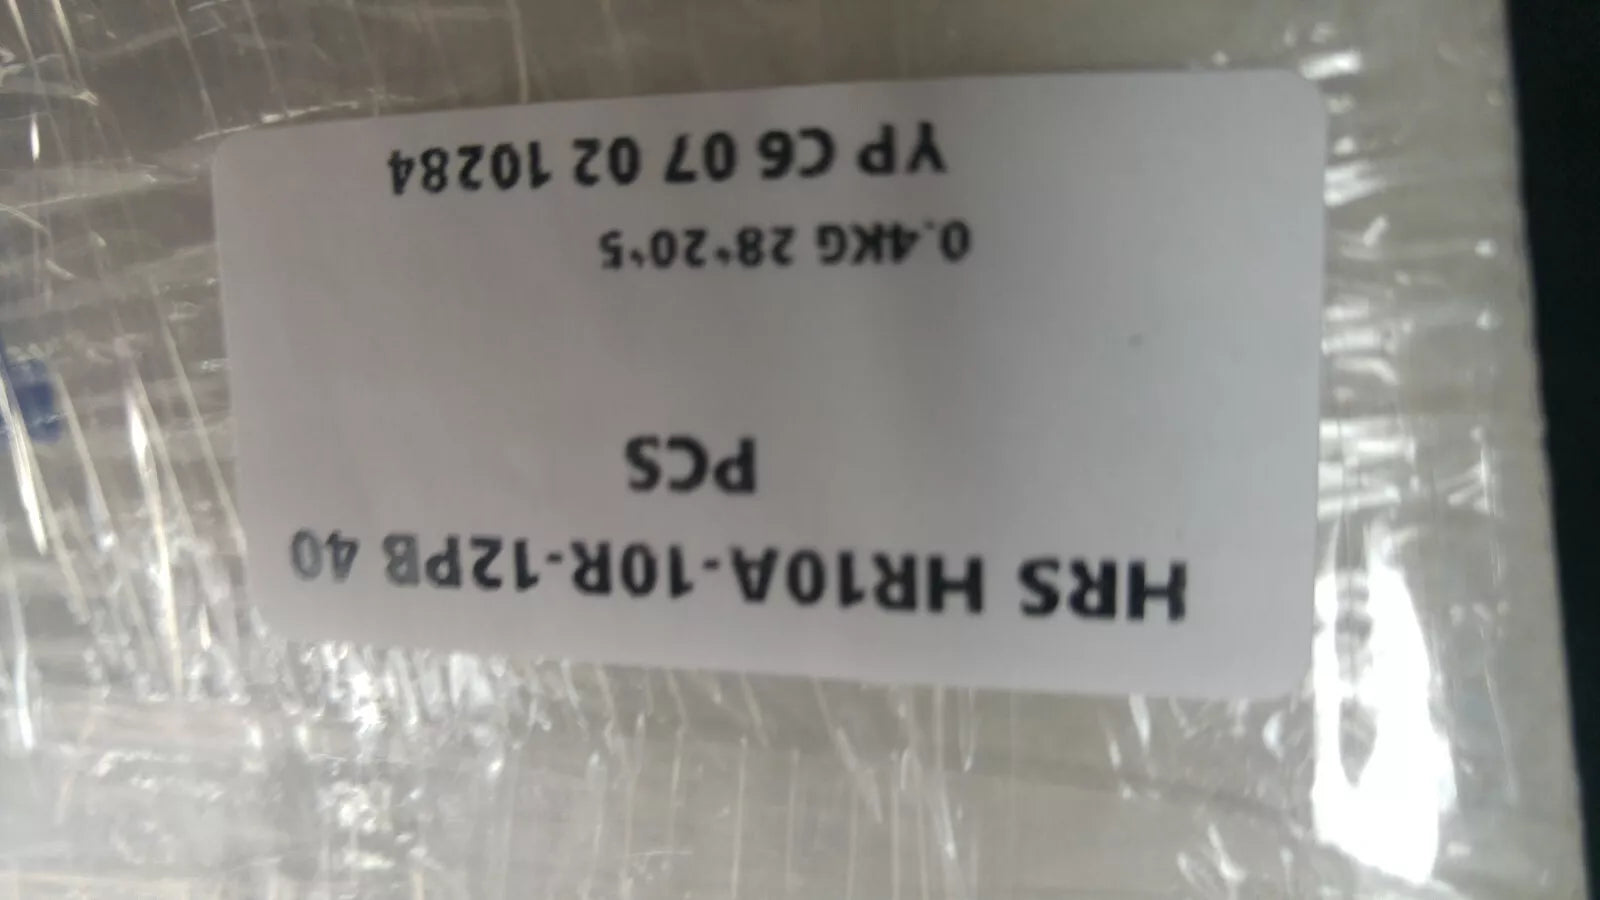 HRS HR10A-10R-12PB 40
PCS
0.4KG 28*20*5
YP C6 07 02 10284